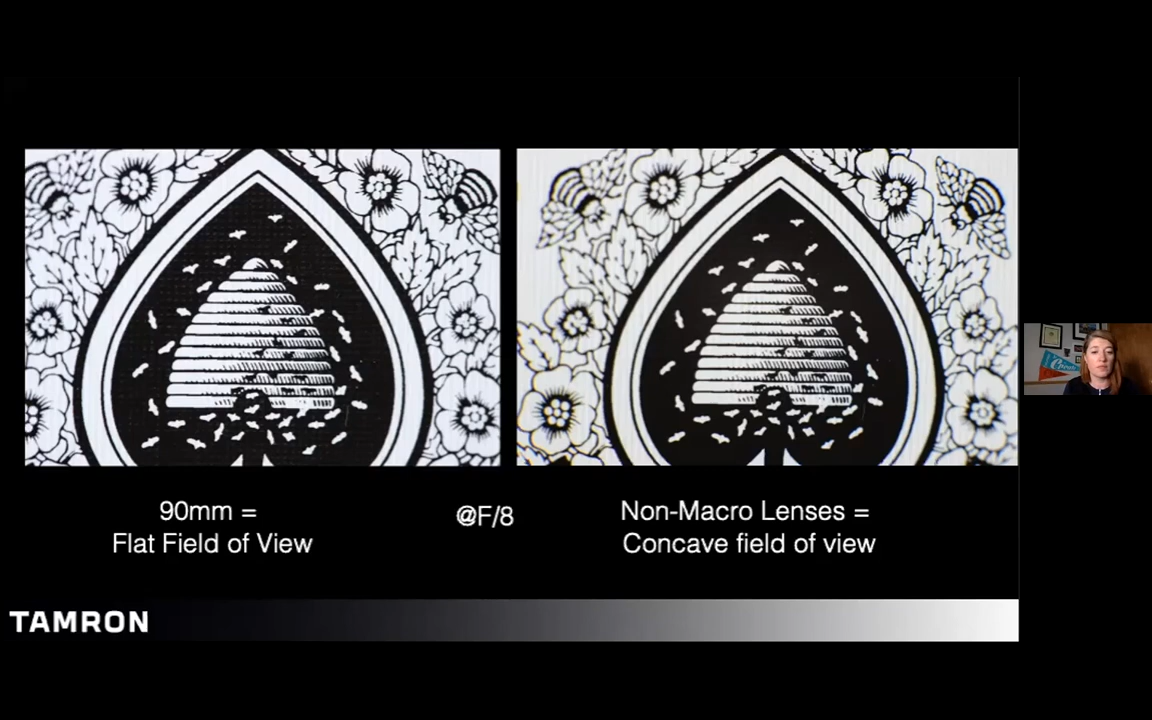 90mm =
Flat Field of View
@F/8
Non-Macro Lenses =
Concave field of view
TAMRON